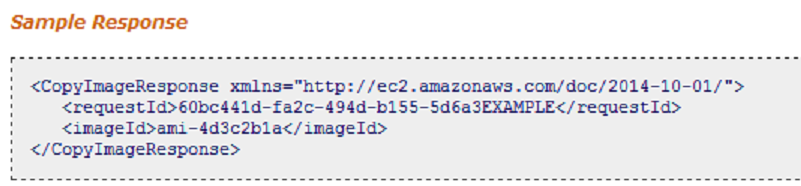 Sample Response
<CopyImageResponse xmlns="http://ec2.amazonaws.com/doc/2014-10-01/">
<requestId>60bc441d-fa2c-494d-b155-5d6a3EXAMPLE</requestId>
<imageId>ami-4d3c2b1a</imageId>
</CopyImageResponse>